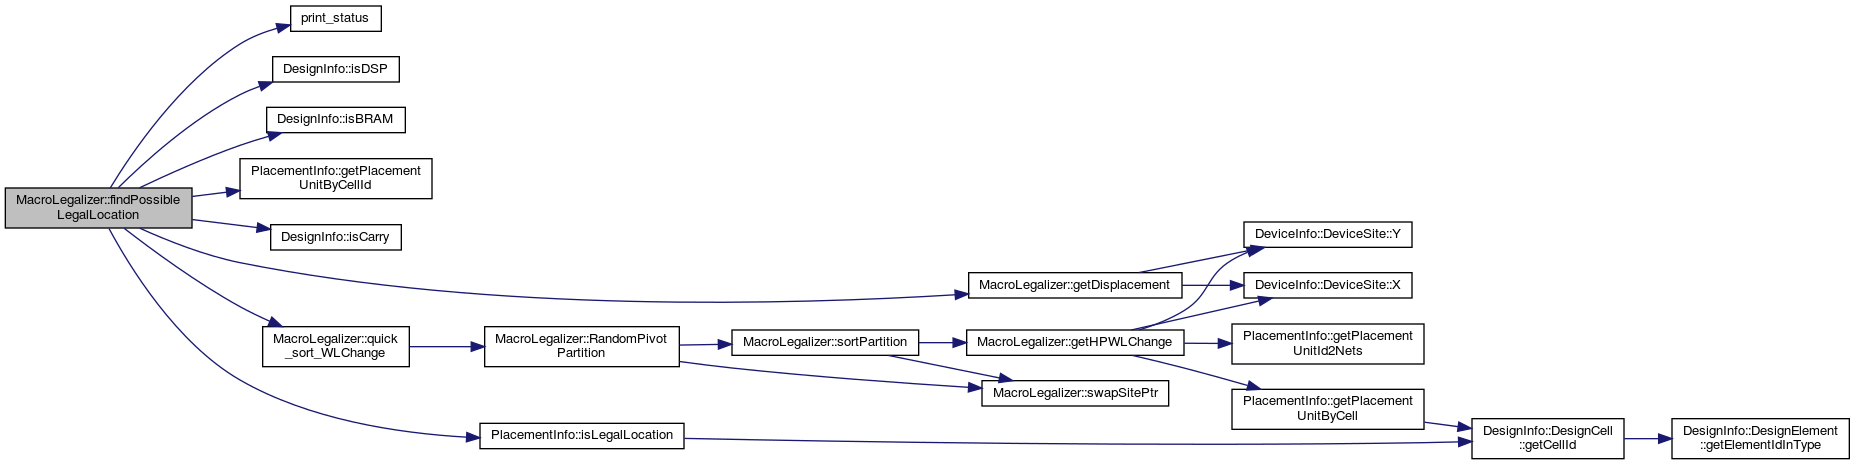 print_status
DesignInfo::isDSP
DesignInfo::isBRAM
PlacementInfo::getPlacement
UnitByCellId
MacroLegalizer::findPossible
LegalLocation
DesignInfo::isCarry
DeviceInfo::DeviceSite::Y
MacroLegalizer::getDisplacement
DeviceInfo::DeviceSite::X
MacroLegalizer::quick
_sort_WLChange
MacroLegalizer::RandomPivot
Partition
MacroLegalizer::sortPartition
MacroLegalizer::getHPWLChange
PlacementInfo::getPlacement
UnitId2Nets
MacroLegalizer::swapSitePtr
PlacementInfo::getPlacement
UnitByCell
PlacementInfo::isLegalLocation
DesignInfo::DesignCell
::getCellId
DesignInfo::DesignElement
::getElementIdInType